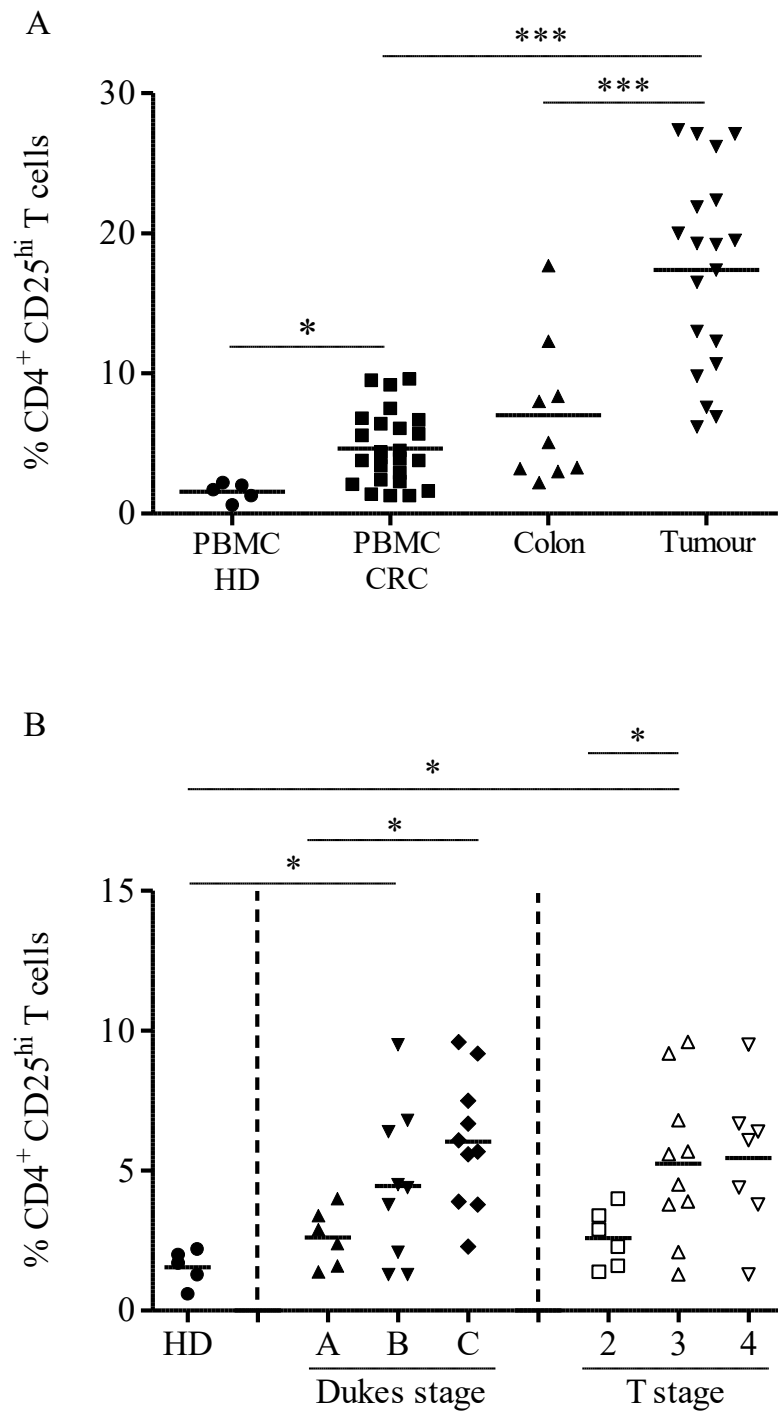 A
***
***
30
20
10
0
*
% CD4⁺ CD25ʰⁱ T cells
PBMC HD
PBMC CRC
Colon
Tumour
B
*
*
*
*
15
10
5
0
% CD4⁺ CD25ʰⁱ T cells
HD
A B C
Dukes stage
2 3 4
T stage